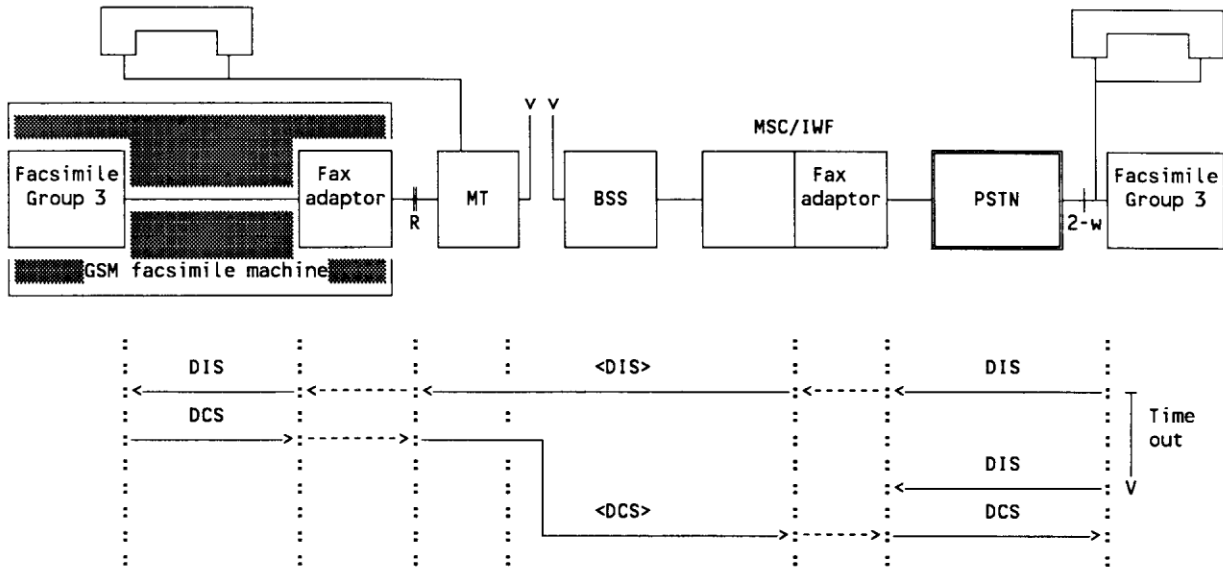 MSC/IWF
Facsimile
Group 3
Fax
adaptor
R
MT
BSS
Fax
adaptor
PSTN
2-w
Facsimile
Group 3
GSM facsimile machine
DIS
<DIS>
DIS
DCS
Time
out
DIS
<DCS>
DCS